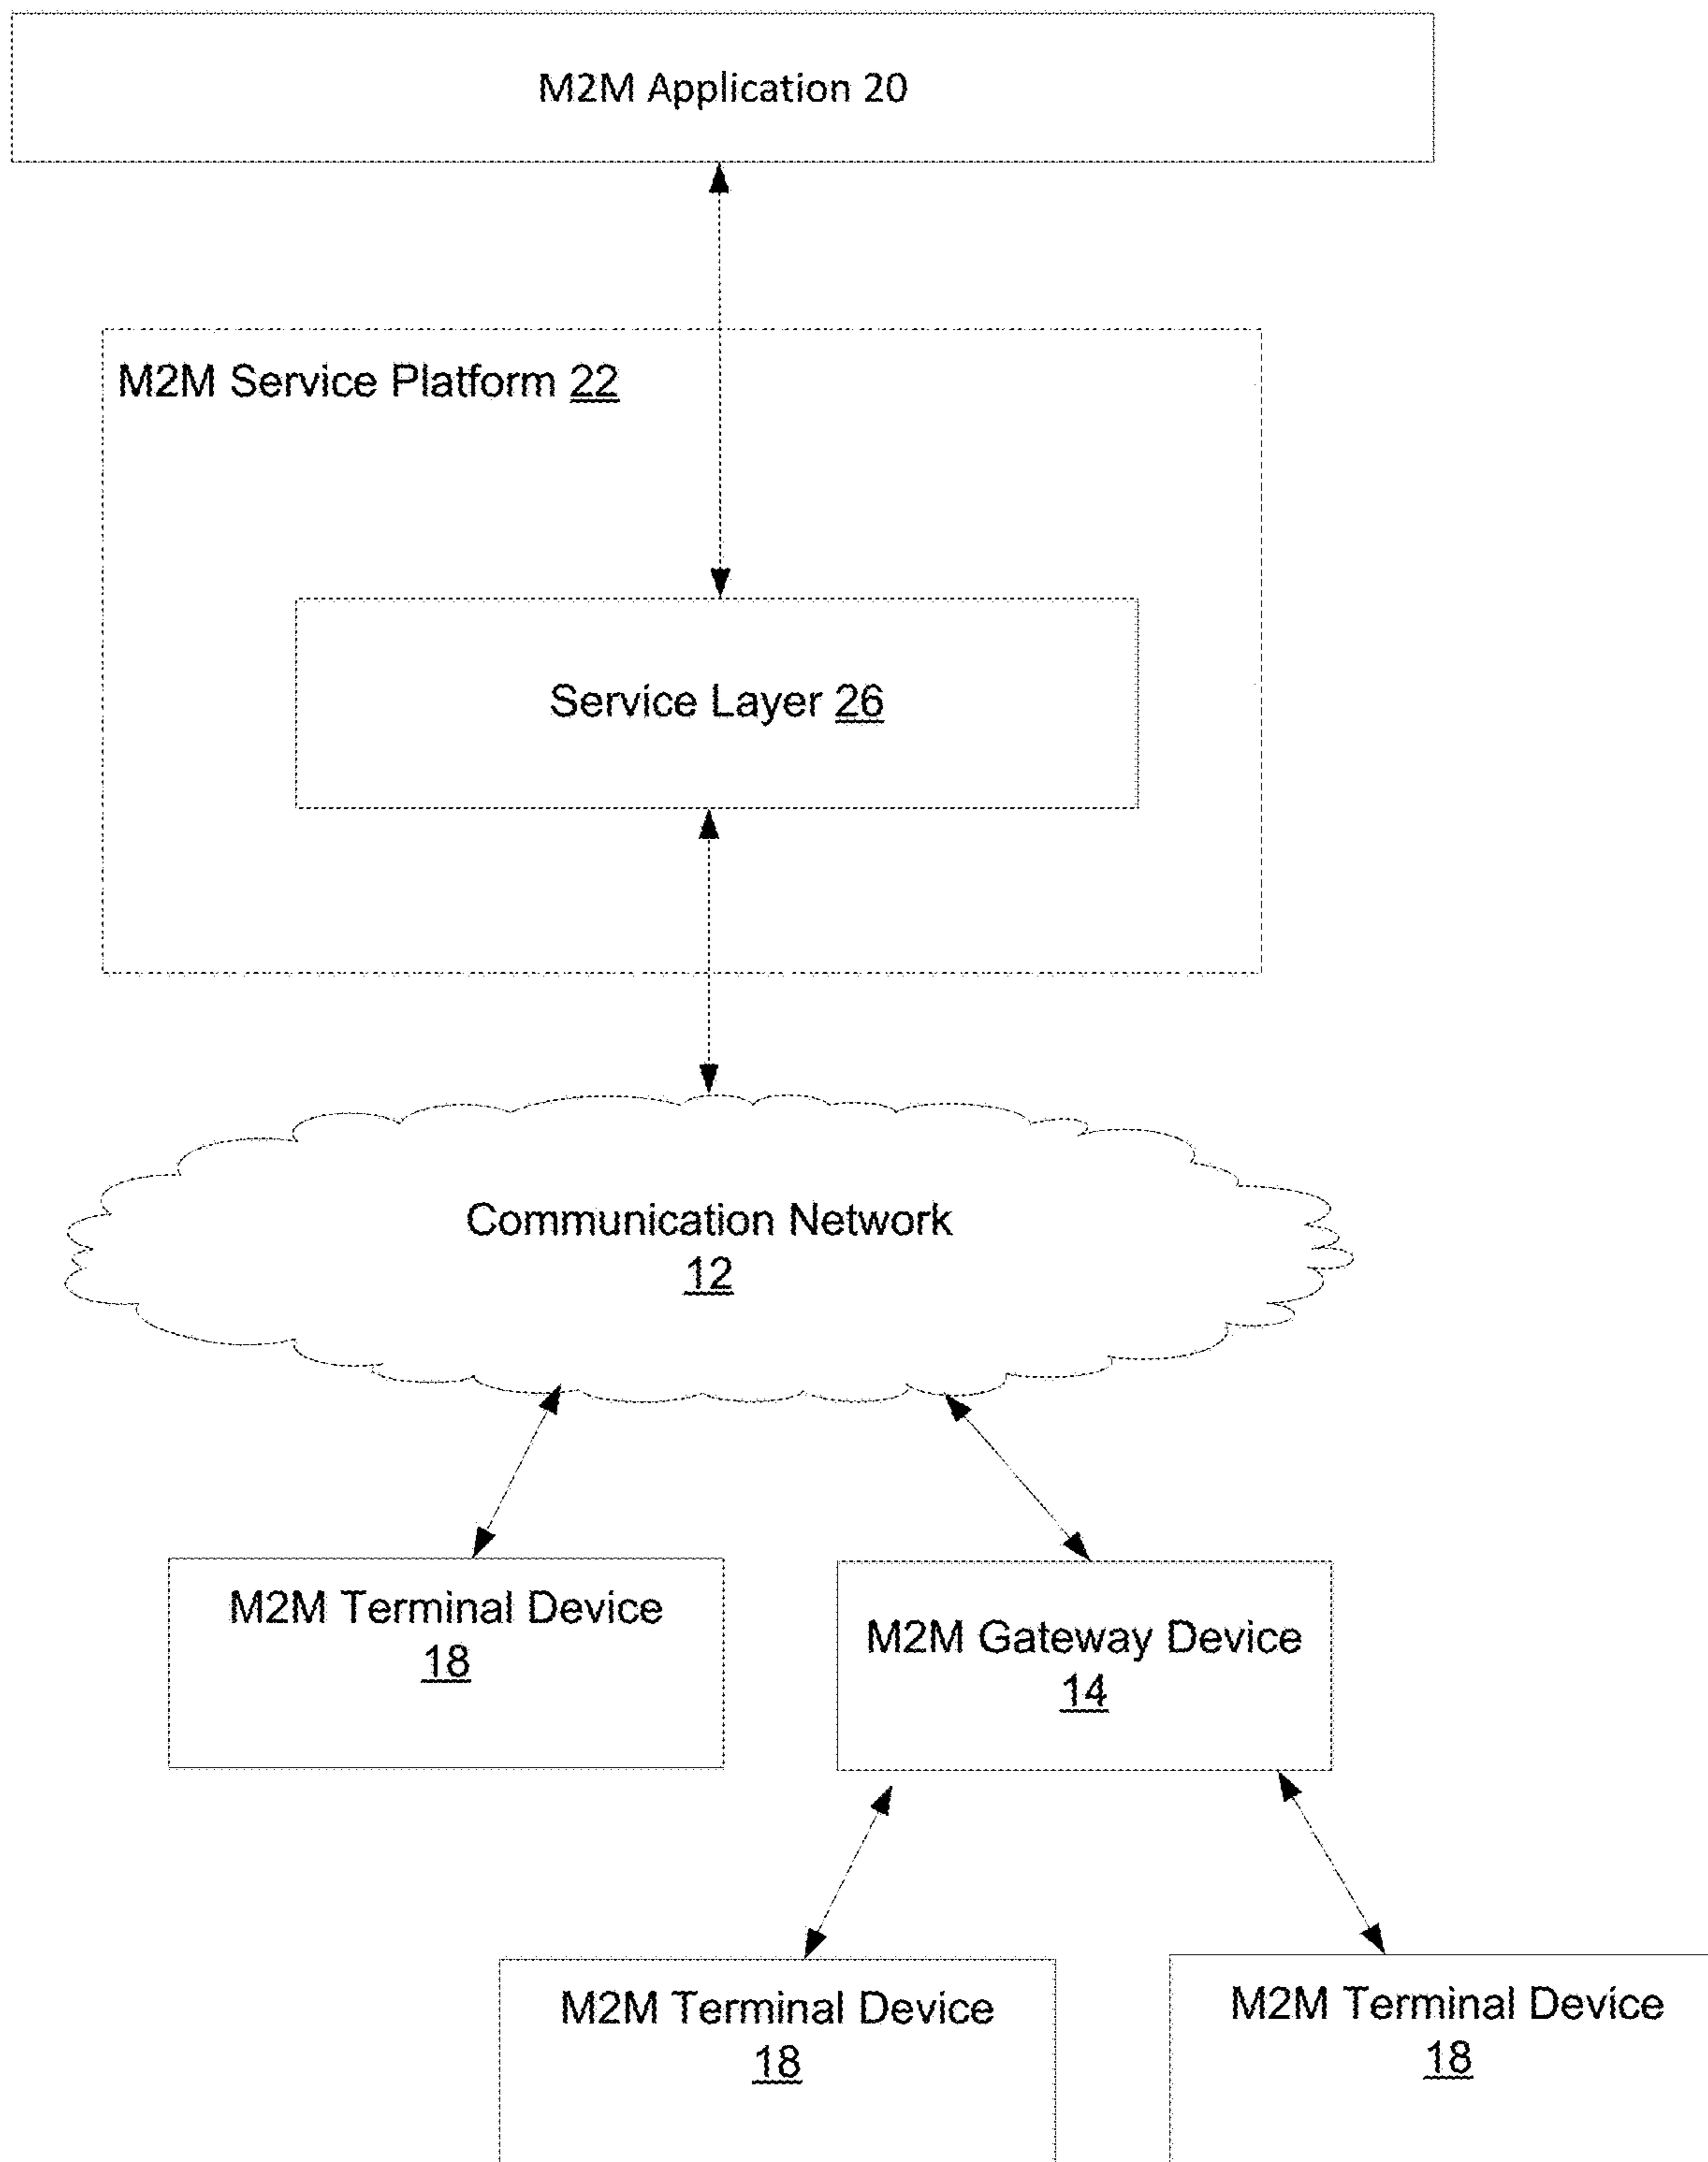 M2M Application 20
M2M Service Platform 22
Service Layer 26
Communication Network
12
M2M Terminal Device
18
M2M Gateway Device
14
M2M Terminal Device
18
M2M Terminal Device
18